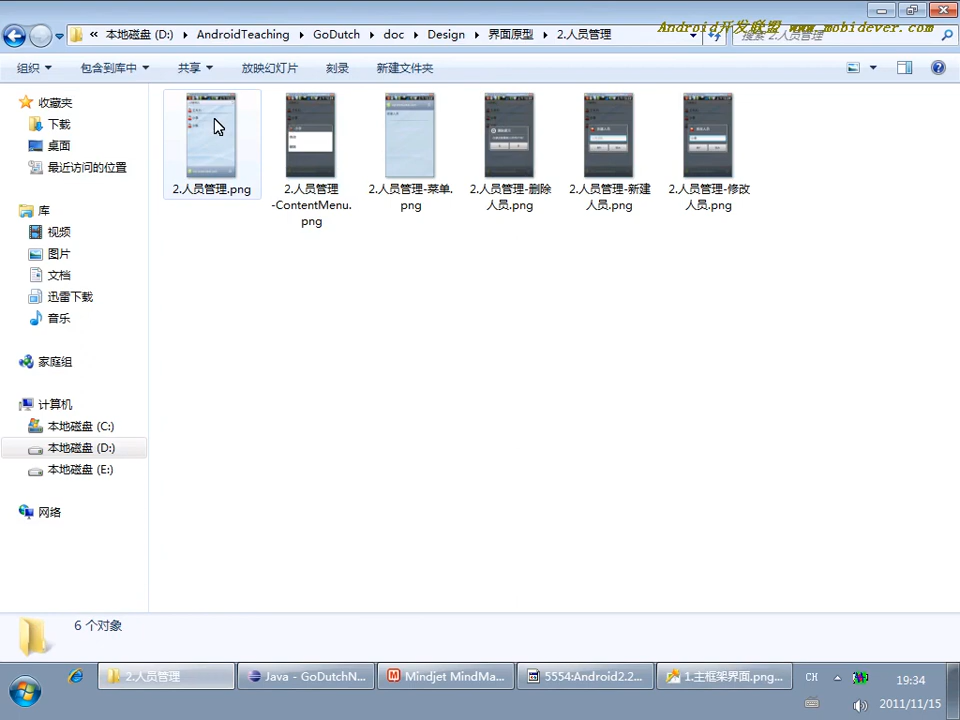 Android开发联盟 www.mobidever.com
« 本地磁盘 (D:) AndroidTeaching GoDutch doc Design 界面原型 2.人员管理
搜索 2.人员管理
组织 包含到库中 共享 放映幻灯片 刻录 新建文件夹
收藏夹
下载
桌面
最近访问的位置
库
视频
图片
文档
迅雷下载
音乐
家庭组
计算机
本地磁盘 (C:)
本地磁盘 (D:)
本地磁盘 (E:)
网络
2.人员管理.png
2.人员管理
-ContentMenu.
png
2.人员管理-菜单.
png
2.人员管理-删除
人员.png
2.人员管理-新建
人员.png
2.人员管理-修改
人员.png
6 个对象
2.人员管理
Java - GoDutchN...
Mindjet MindMa...
5554:Android2.2...
1.主框架界面.png...
CH
19:34
2011/11/15